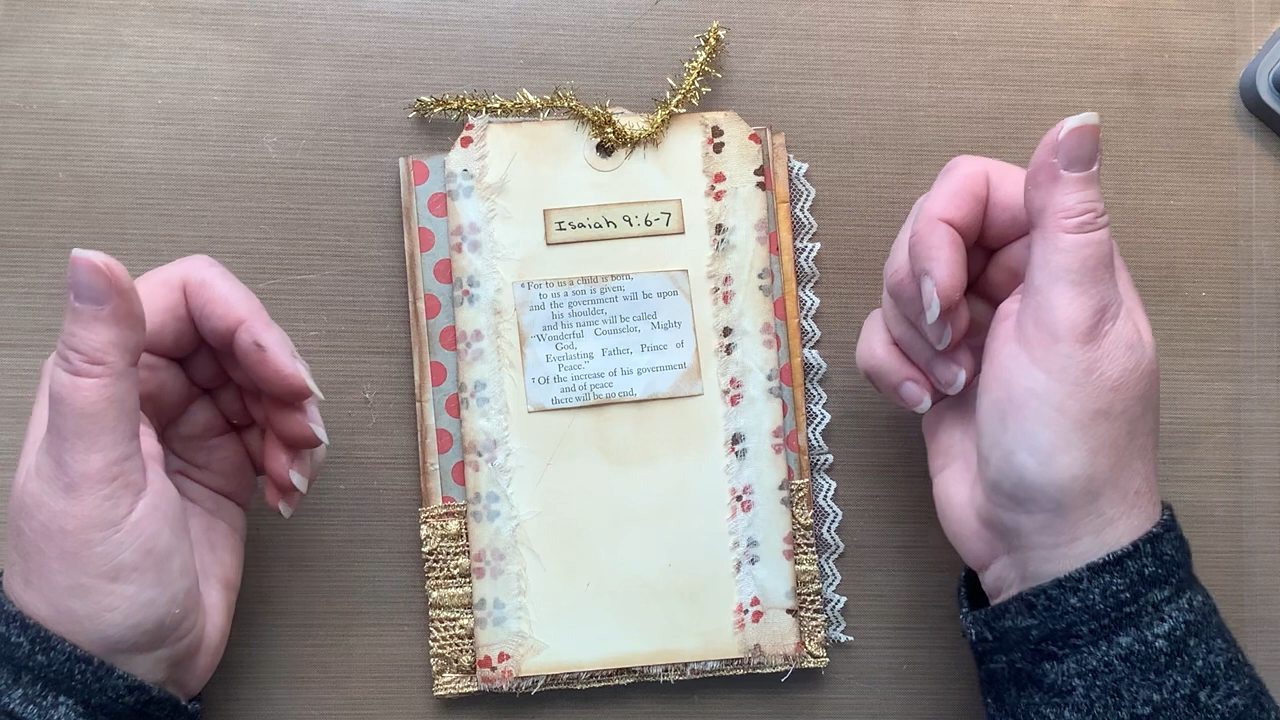 Isaiah 9:6-7
6 For to us a child is born,
to us a son is given;
and the government will be upon
his shoulder,
and his name will be called
“Wonderful Counselor, Mighty
God,
Everlasting Father, Prince of
Peace.”
7 Of the increase of his government
and of peace
there will be no end,